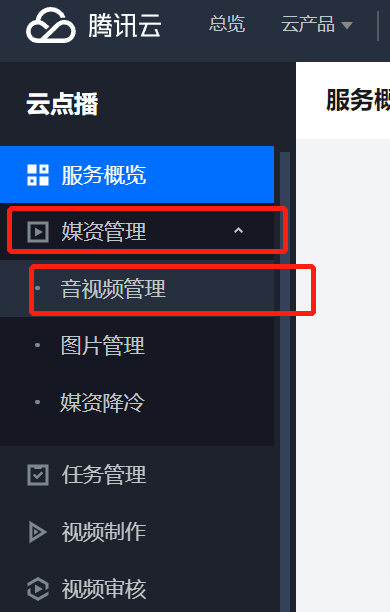 腾讯云 总览 云产品
云点播
服务概
服务概览
媒资管理
音视频管理
图片管理
媒资降冷
任务管理
视频制作
视频审核